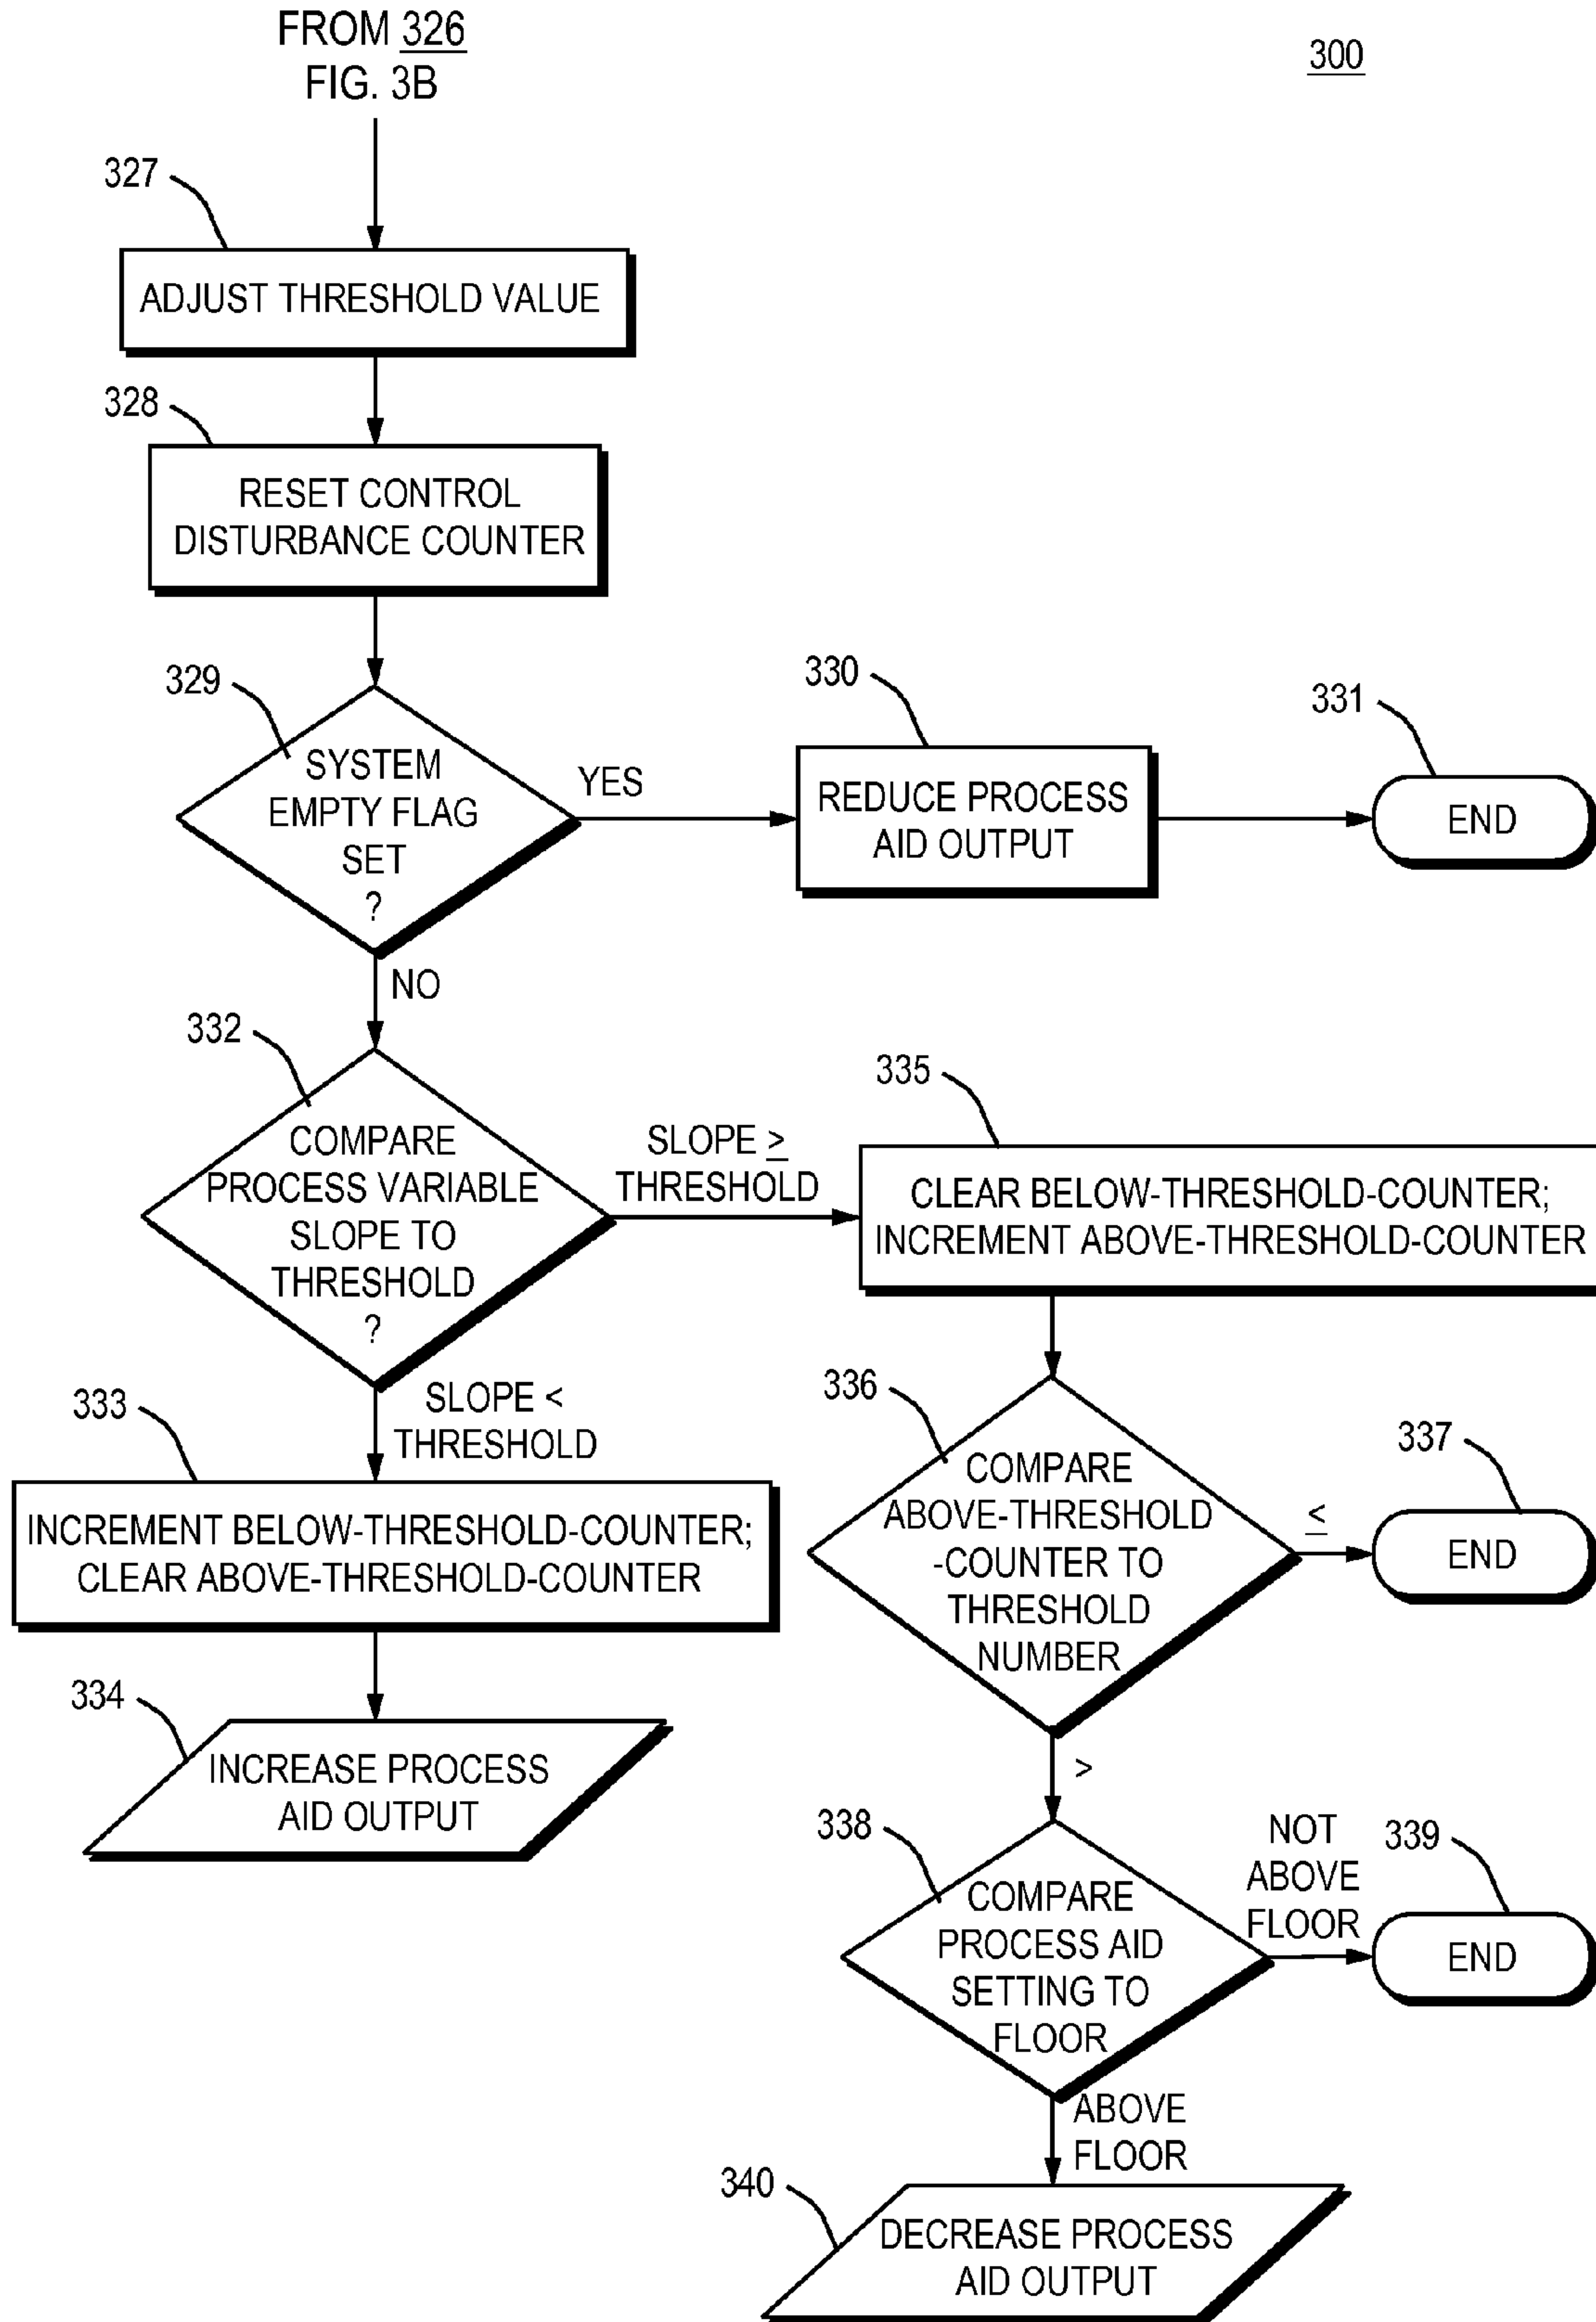 FROM 326
FIG. 3B
300
327
ADJUST THRESHOLD VALUE
328
RESET CONTROL
DISTURBANCE COUNTER
329
SYSTEM
EMPTY FLAG
SET
?
YES
330
REDUCE PROCESS
AID OUTPUT
331
END
NO
332
COMPARE
PROCESS VARIABLE
SLOPE TO
THRESHOLD
?
SLOPE ≥
THRESHOLD
335
CLEAR BELOW-THRESHOLD-COUNTER;
INCREMENT ABOVE-THRESHOLD-COUNTER
SLOPE <
THRESHOLD
333
INCREMENT BELOW-THRESHOLD-COUNTER;
CLEAR ABOVE-THRESHOLD-COUNTER
334
INCREASE PROCESS
AID OUTPUT
336
COMPARE
ABOVE-THRESHOLD
-COUNTER TO
THRESHOLD
NUMBER
≤
337
END
>
338
COMPARE
PROCESS AID
SETTING TO
FLOOR
NOT
ABOVE
FLOOR
339
END
ABOVE
FLOOR
340
DECREASE PROCESS
AID OUTPUT